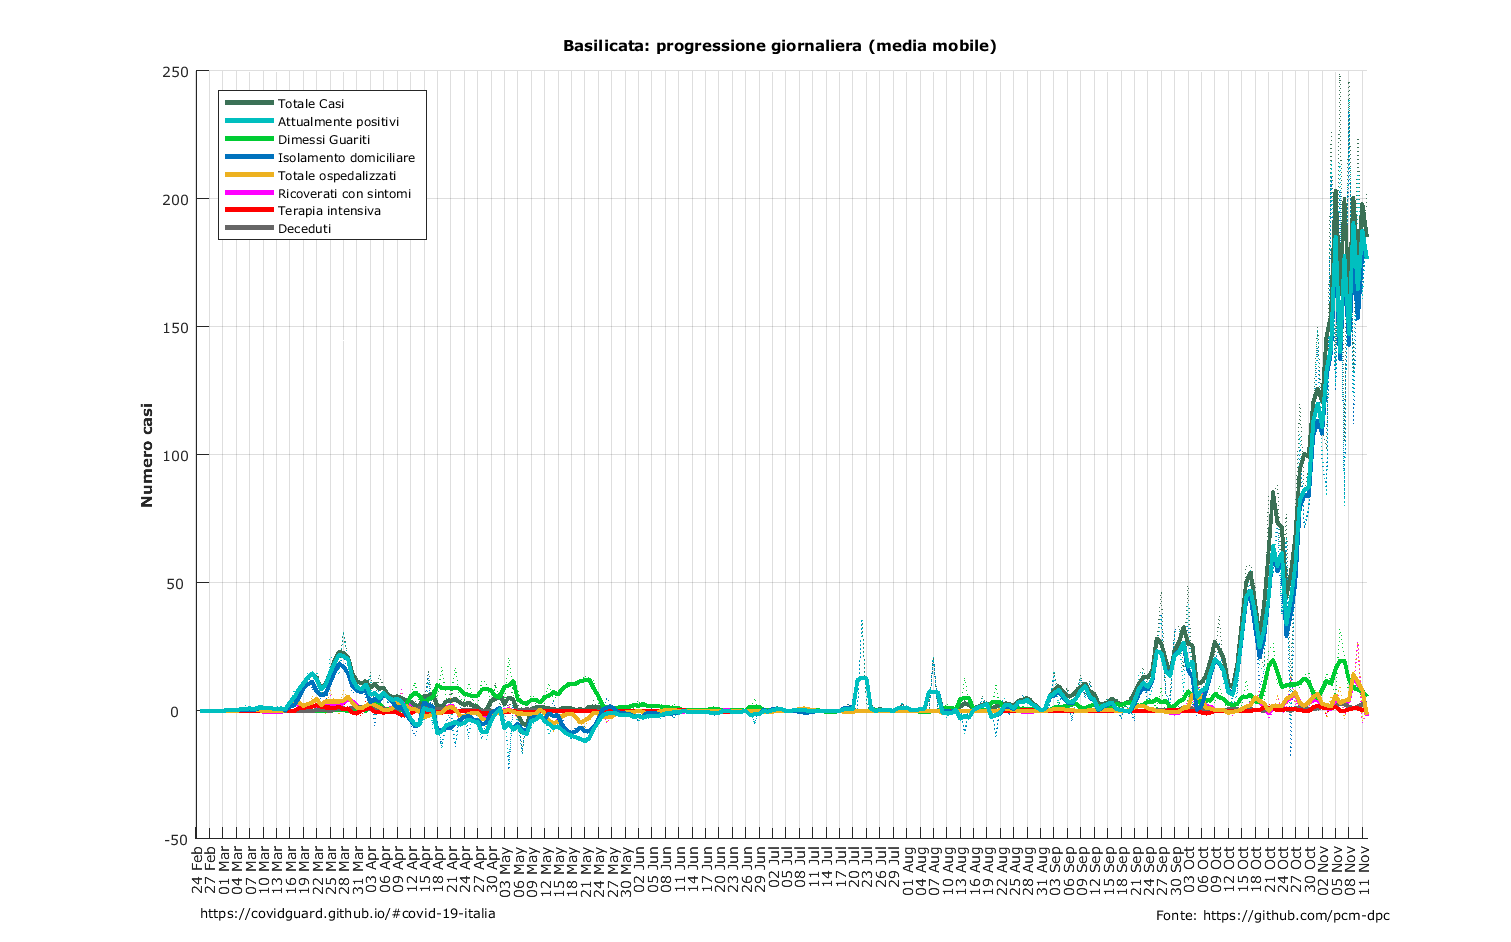 Basilicata: progressione giornaliera (media mobile)
Numero casi
250
200
150
100
50
0
-50
Totale Casi
Attualmente positivi
Dimessi Guariti
Isolamento domiciliare
Totale ospedalizzati
Ricoverati con sintomi
Terapia intensiva
Deceduti
24 Feb
27 Feb
01 Mar
04 Mar
07 Mar
10 Mar
13 Mar
16 Mar
19 Mar
22 Mar
25 Mar
28 Mar
31 Mar
03 Apr
06 Apr
09 Apr
12 Apr
15 Apr
18 Apr
21 Apr
24 Apr
27 Apr
30 Apr
03 May
06 May
09 May
12 May
15 May
18 May
21 May
24 May
27 May
30 May
02 Jun
05 Jun
08 Jun
11 Jun
14 Jun
17 Jun
20 Jun
23 Jun
26 Jun
29 Jun
02 Jul
05 Jul
08 Jul
11 Jul
14 Jul
17 Jul
20 Jul
23 Jul
26 Jul
29 Jul
01 Aug
04 Aug
07 Aug
10 Aug
13 Aug
16 Aug
19 Aug
22 Aug
25 Aug
28 Aug
31 Aug
03 Sep
06 Sep
09 Sep
12 Sep
15 Sep
18 Sep
21 Sep
24 Sep
27 Sep
30 Sep
03 Oct
06 Oct
09 Oct
12 Oct
15 Oct
18 Oct
21 Oct
24 Oct
27 Oct
30 Oct
02 Nov
05 Nov
08 Nov
11 Nov
https://covidguard.github.io/#covid-19-italia
Fonte: https://github.com/pcm-dpc